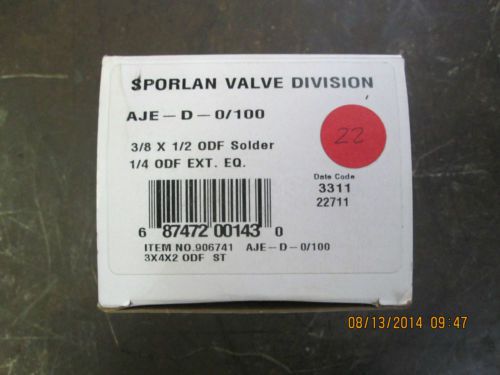 SPORLAN VALVE DIVISION
AJE-D-0/100
22
3/8 X 1/2 ODF Solder
1/4 ODF EXT. EQ.
Date Code
3311
22711
6 87472 00143 0
ITEM NO.906741 AJE-D-0/100
3X4X2 ODF ST
08/13/2014 09:47